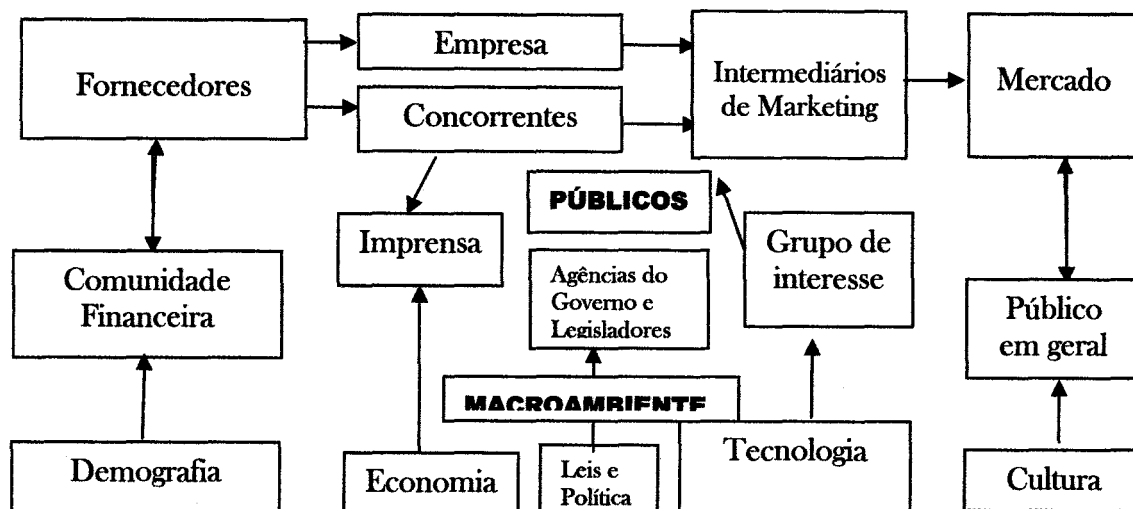 Fornecedores
Empresa
Concorrentes
Intermediários
de Marketing
Mercado
PÚBLICOS
Imprensa
Grupo de
interesse
Comunidade
Financeira
Agências do
Governo e
Legisladores
Público
em geral
MACROAMBIENTE
Demografia
Economia
Leis e
Política
Tecnologia
Cultura